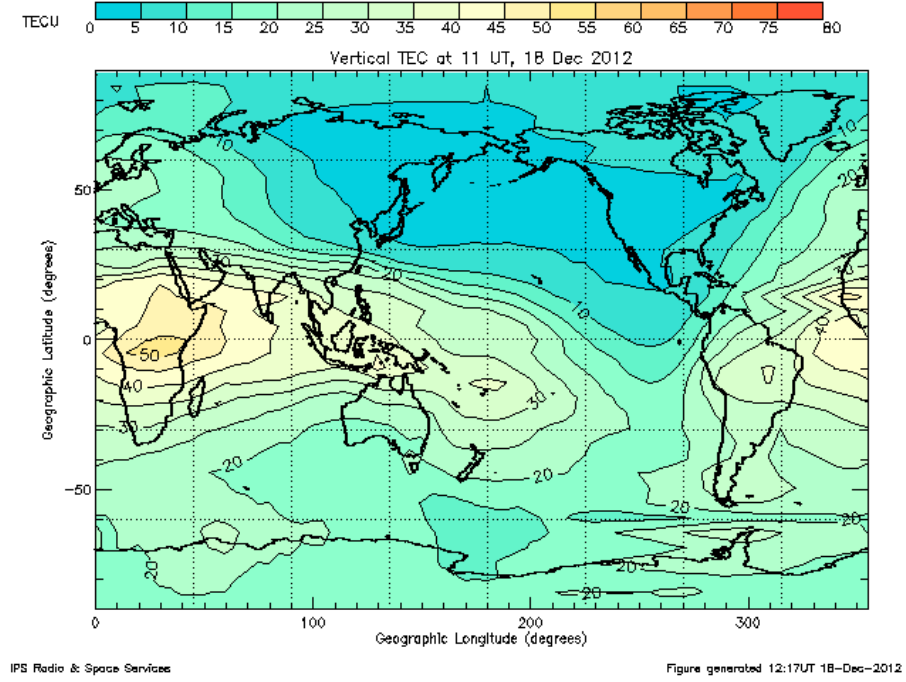 TECU 0 5 10 15 20 25 30 35 40 45 50 55 60 65 70 75 80
Vertical TEC at 11 UT, 18 Dec 2012
Geographic Latitude (degrees)
50
0
-50
10
10
20
20
10
40
50
40
30
30
20
20
20
20
20
20
20
0 100 200 300
Geographic Longitude (degrees)
IPS Radio & Space Services
Figure generated 12:17UT 18-Dec-2012